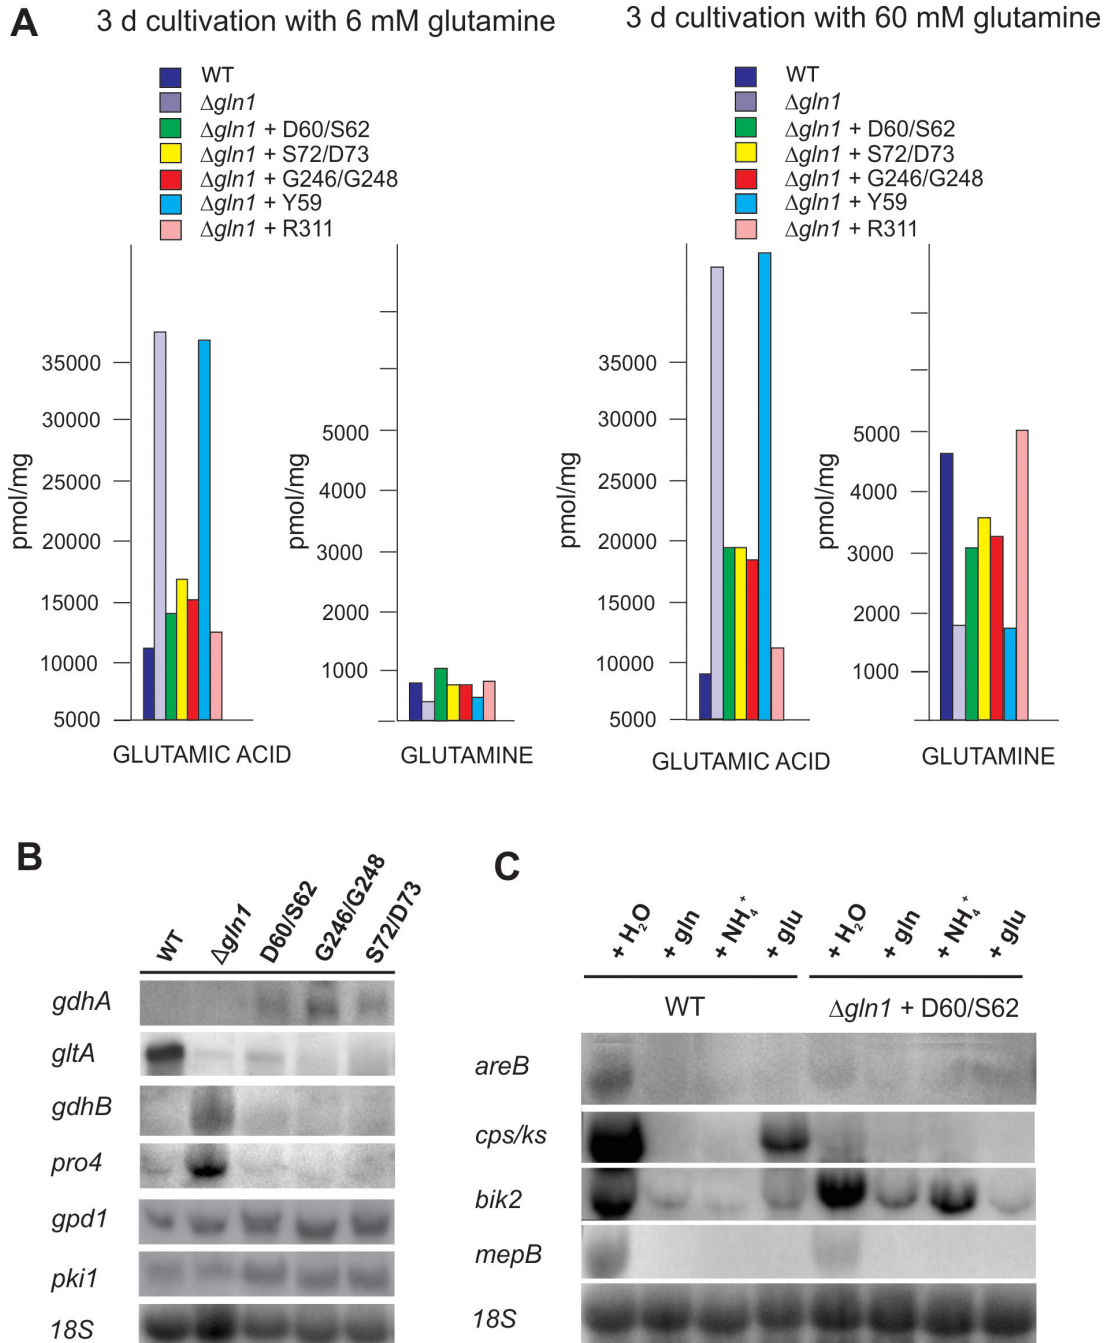 A
3 d cultivation with 6 mM glutamine
WT
Δgln1
Δgln1 + D60/S62
Δgln1 + S72/D73
Δgln1 + G246/G248
Δgln1 + Y59
Δgln1 + R311
pmol/mg
35000
30000
25000
20000
15000
10000
5000
GLUTAMIC ACID
pmol/mg
5000
4000
3000
2000
1000
GLUTAMINE
3 d cultivation with 60 mM glutamine
WT
Δgln1
Δgln1 + D60/S62
Δgln1 + S72/D73
Δgln1 + G246/G248
Δgln1 + Y59
Δgln1 + R311
pmol/mg
35000
30000
25000
20000
15000
10000
5000
GLUTAMIC ACID
pmol/mg
5000
4000
3000
2000
1000
GLUTAMINE
B
WT
Δgln1
D60/S62
G246/G248
S72/D73
gdhA
gltA
gdhB
pro4
gpd1
pki1
18S
C
+ H₂O
+ gln
+ NH₄⁺
+ glu
+ H₂O
+ gln
+ NH₄⁺
+ glu
WT
Δgln1 + D60/S62
areB
cps/ks
bik2
mepB
18S